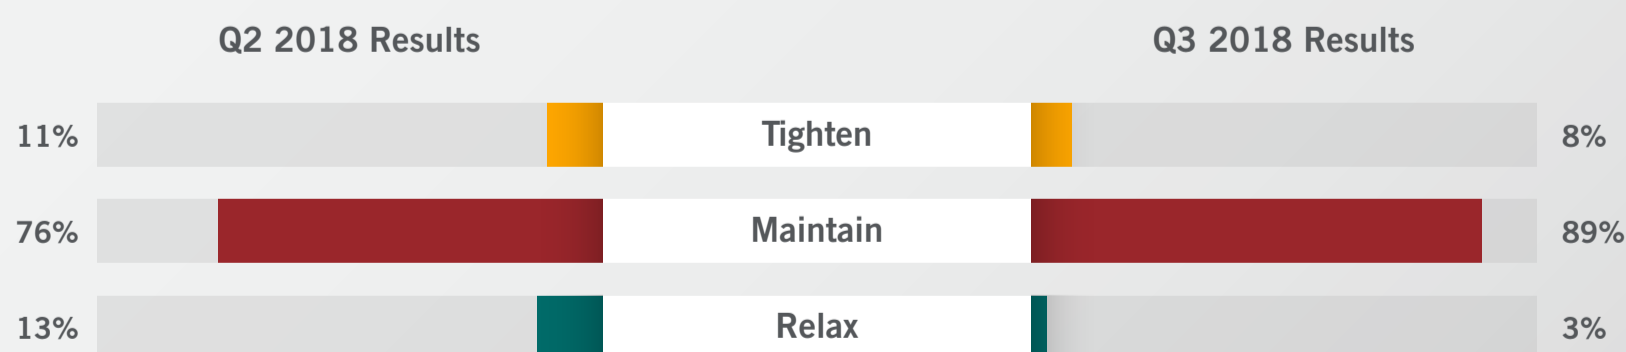 Q2 2018 Results Q3 2018 Results
11% Tighten 8%
76% Maintain 89%
13% Relax 3%